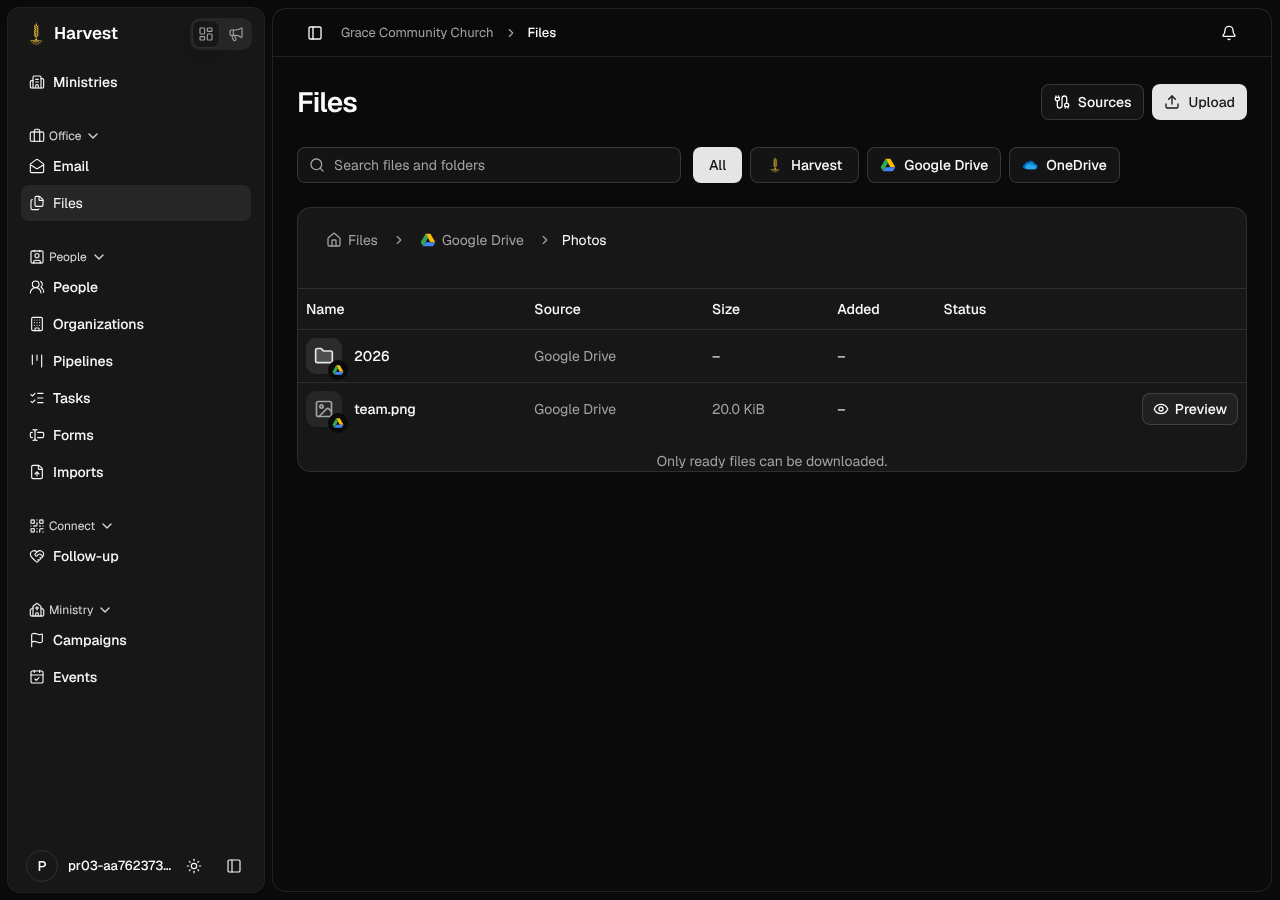 Harvest
Grace Community Church > Files
Ministries
Files
Sources
Upload
Office
Email
Search files and folders
All
Harvest
Google Drive
OneDrive
Files
Files > Google Drive > Photos
People
People
Name Source Size Added Status
Organizations
2026 Google Drive – –
Pipelines
Tasks
team.png Google Drive 20.0 KiB – Preview
Forms
Only ready files can be downloaded.
Imports
Connect
Follow-up
Ministry
Campaigns
Events
P
pr03-aa762373...